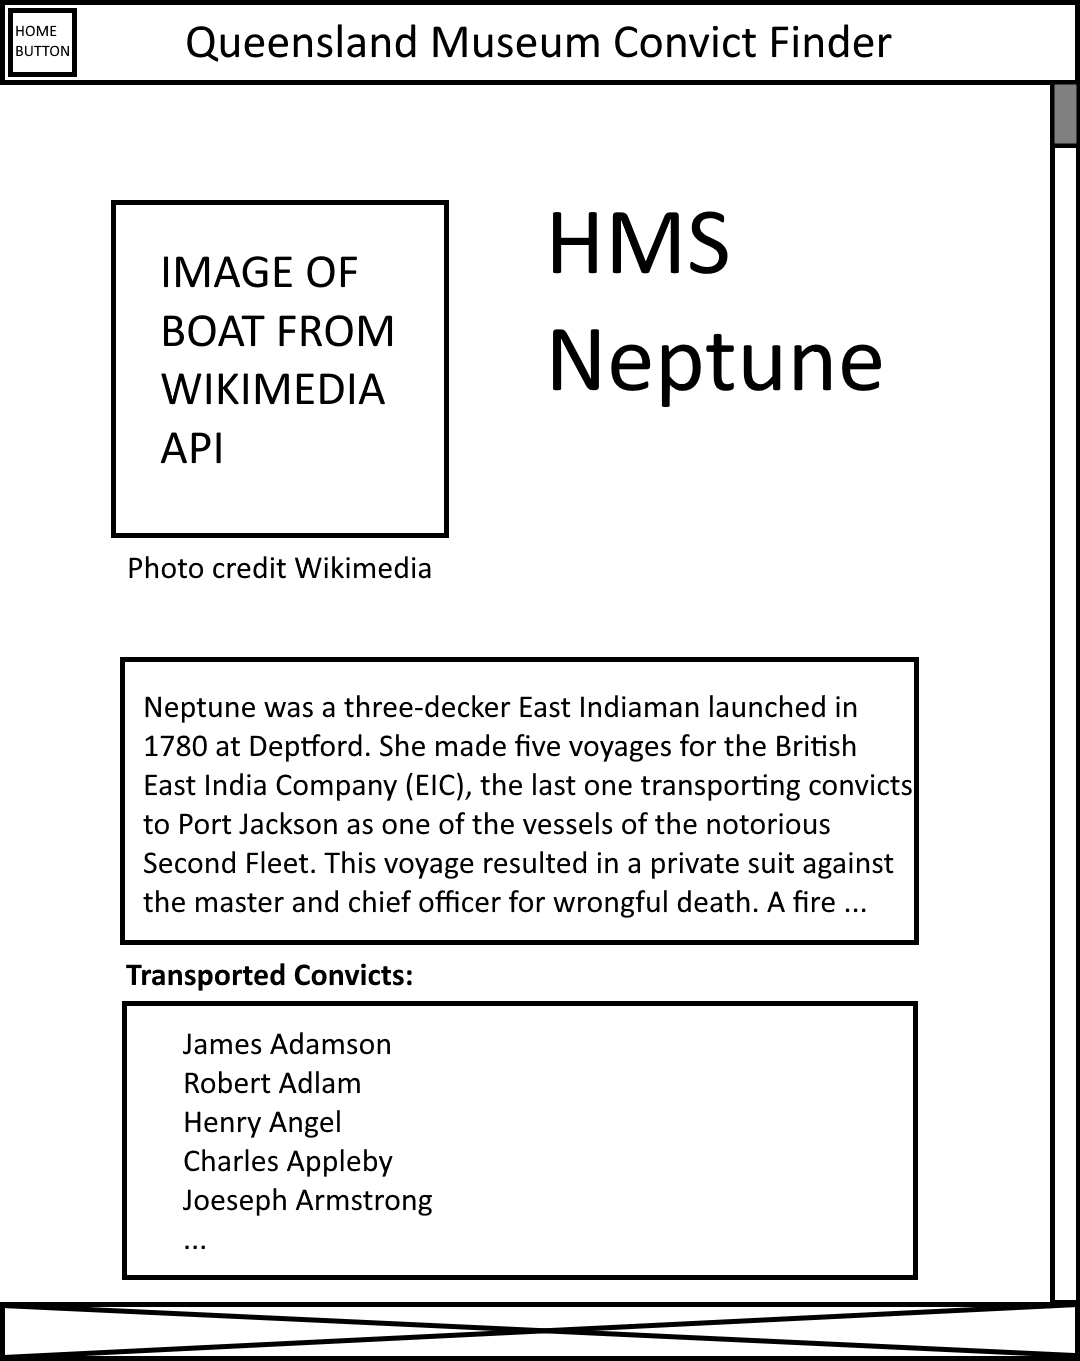 HOME
BUTTON
Queensland Museum Convict Finder
IMAGE OF
BOAT FROM
WIKIMEDIA
API
HMS
Neptune
Photo credit Wikimedia
Neptune was a three-decker East Indiaman launched in
1780 at Deptford. She made five voyages for the British
East India Company (EIC), the last one transporting convicts
to Port Jackson as one of the vessels of the notorious
Second Fleet. This voyage resulted in a private suit against
the master and chief officer for wrongful death. A fire ...
Transported Convicts:
James Adamson
Robert Adlam
Henry Angel
Charles Appleby
Joeseph Armstrong
...